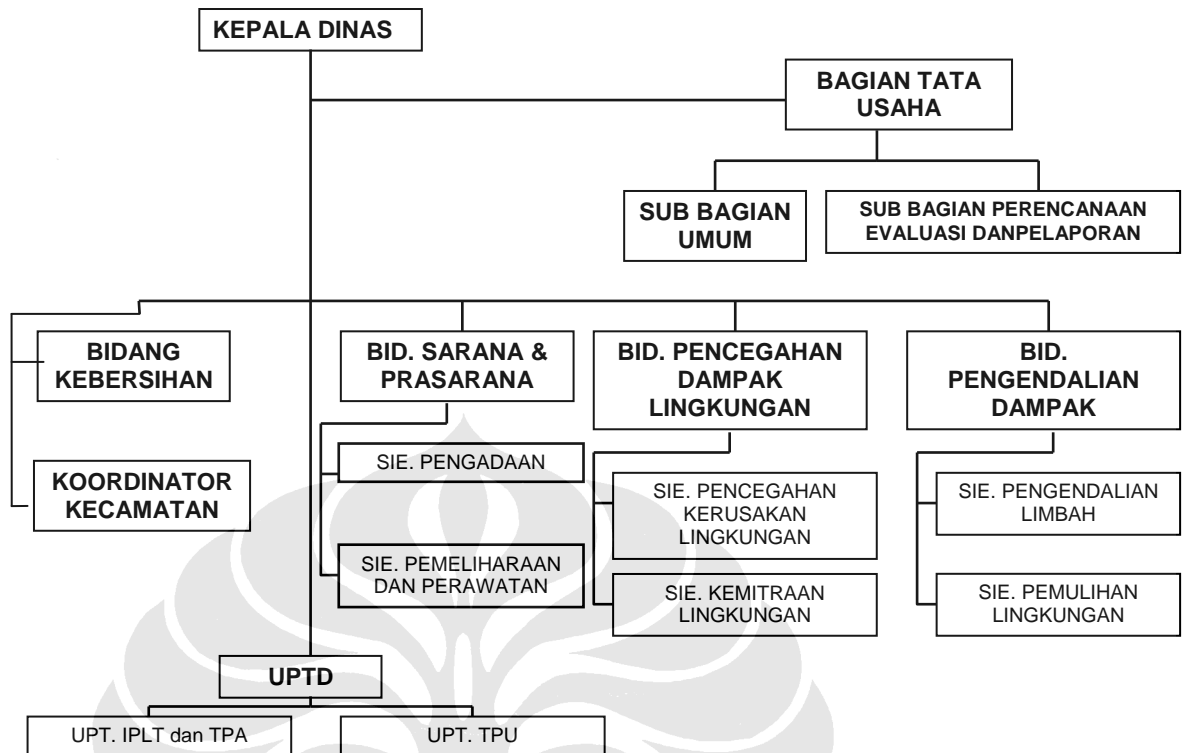 KEPALA DINAS
BAGIAN TATA
USAHA
SUB BAGIAN
UMUM
SUB BAGIAN PERENCANAAN
EVALUASI DANPELAPORAN
BIDANG
KEBERSIHAN
BID. SARANA &
PRASARANA
BID. PENCEGAHAN
DAMPAK
LINGKUNGAN
BID.
PENGENDALIAN
DAMPAK
KOORDINATOR
KECAMATAN
SIE. PENGADAAN
SIE. PEMELIHARAAN
DAN PERAWATAN
SIE. PENCEGAHAN
KERUSAKAN
LINGKUNGAN
SIE. KEMITRAAN
LINGKUNGAN
SIE. PENGENDALIAN
LIMBAH
SIE. PEMULIHAN
LINGKUNGAN
UPTD
UPT. IPLT dan TPA
UPT. TPU